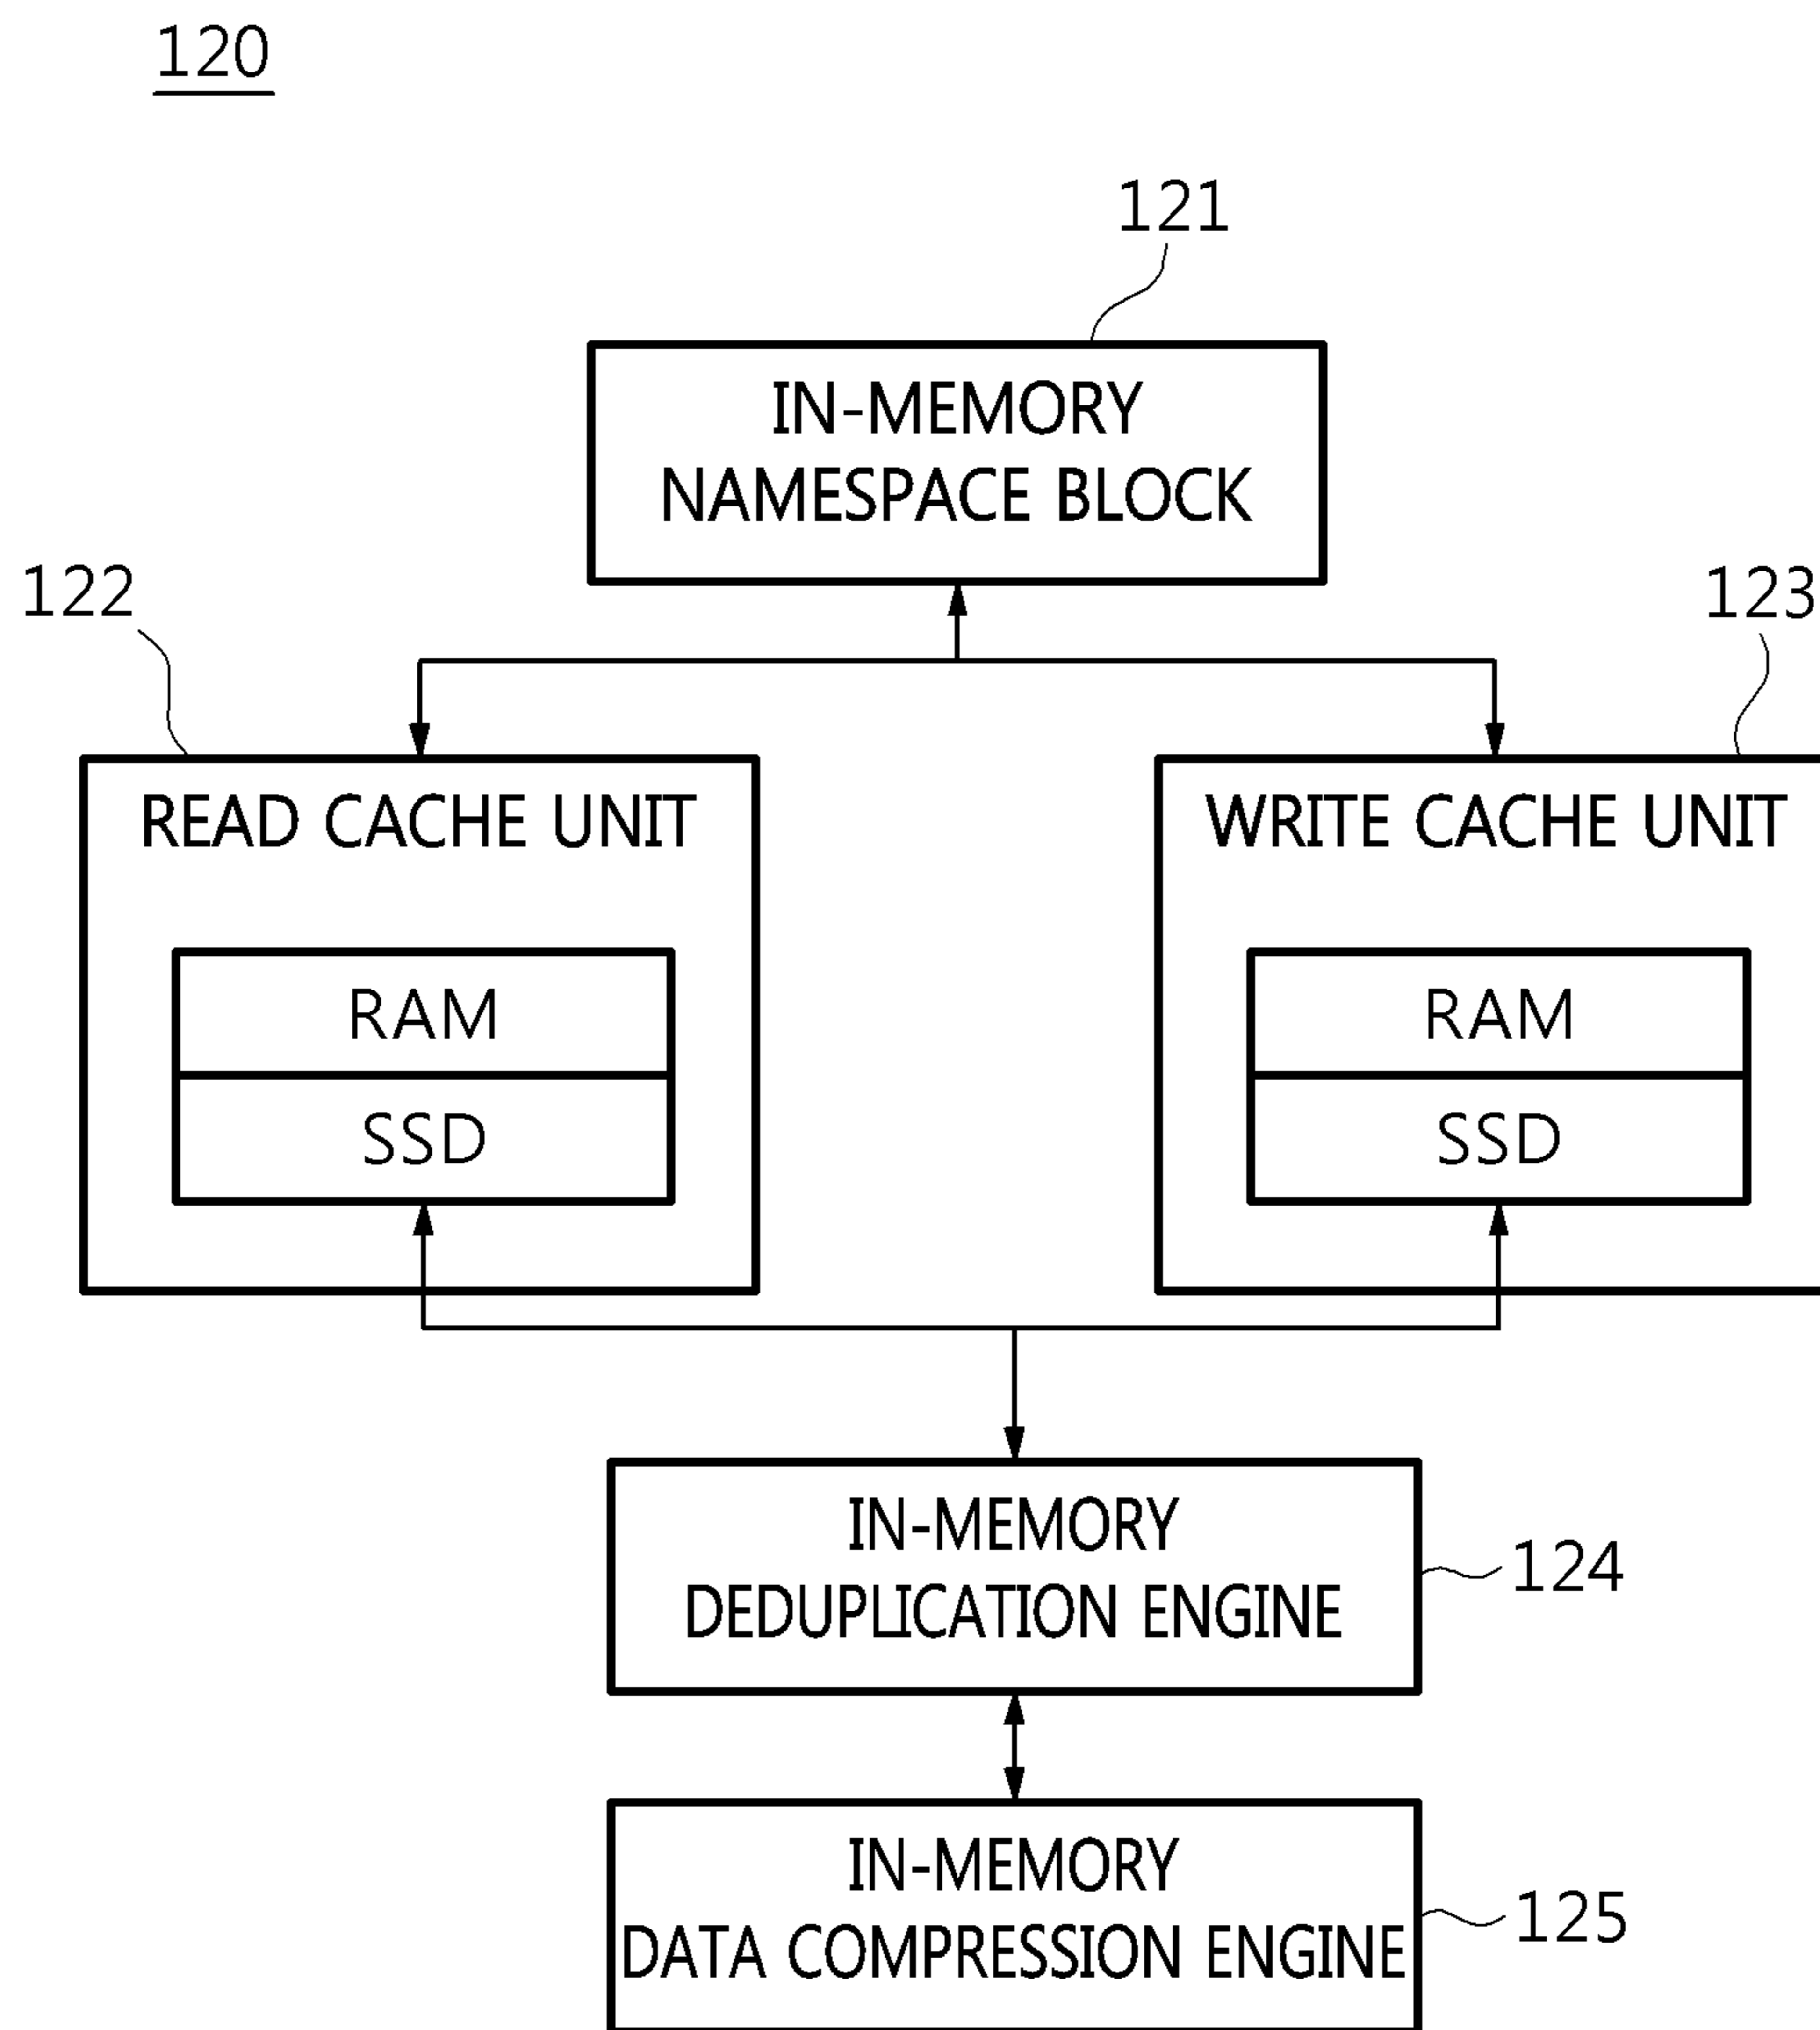 120
121
IN-MEMORY
NAMESPACE BLOCK
122
123
READ CACHE UNIT
WRITE CACHE UNIT
RAM
RAM
SSD
SSD
IN-MEMORY
DEDUPLICATION ENGINE
124
IN-MEMORY
DATA COMPRESSION ENGINE
125